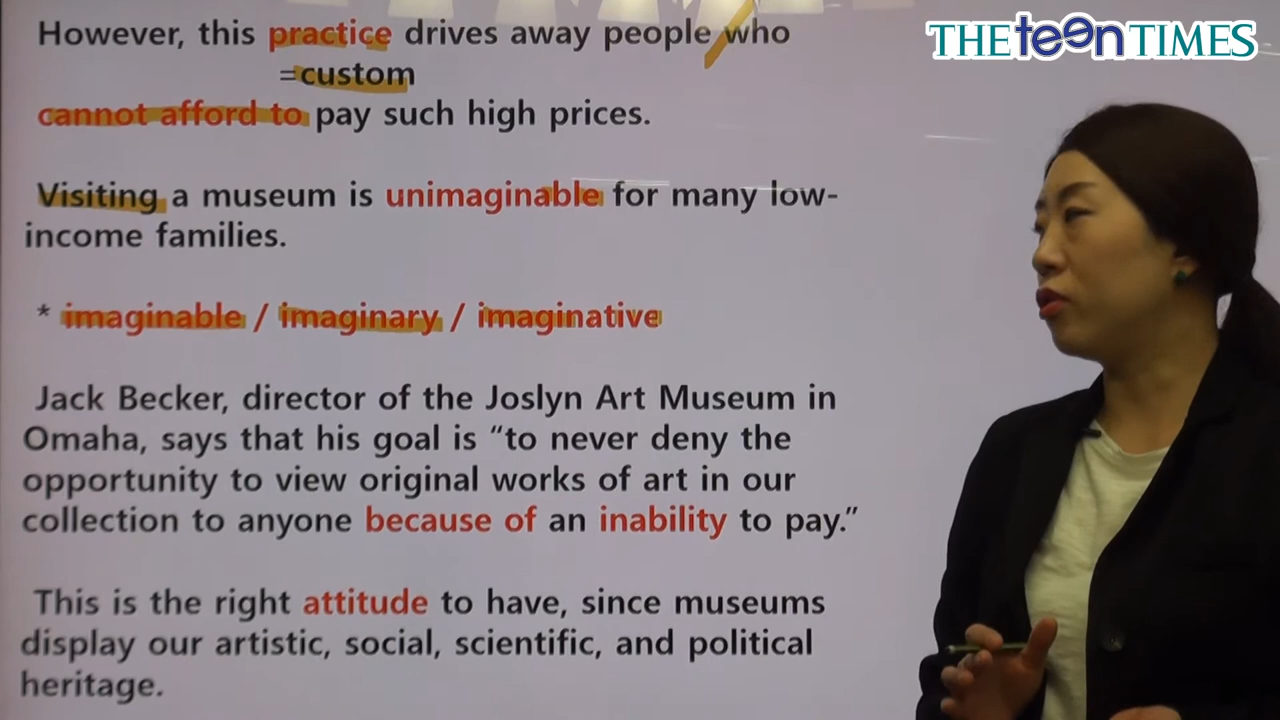 However, this practice drives away people who
=custom
cannot afford to pay such high prices.
Visiting a museum is unimaginable for many low-
income families.
* imaginable / imaginary / imaginative
Jack Becker, director of the Joslyn Art Museum in
Omaha, says that his goal is “to never deny the
opportunity to view original works of art in our
collection to anyone because of an inability to pay.”
This is the right attitude to have, since museums
display our artistic, social, scientific, and political
heritage.
THE teen TIMES